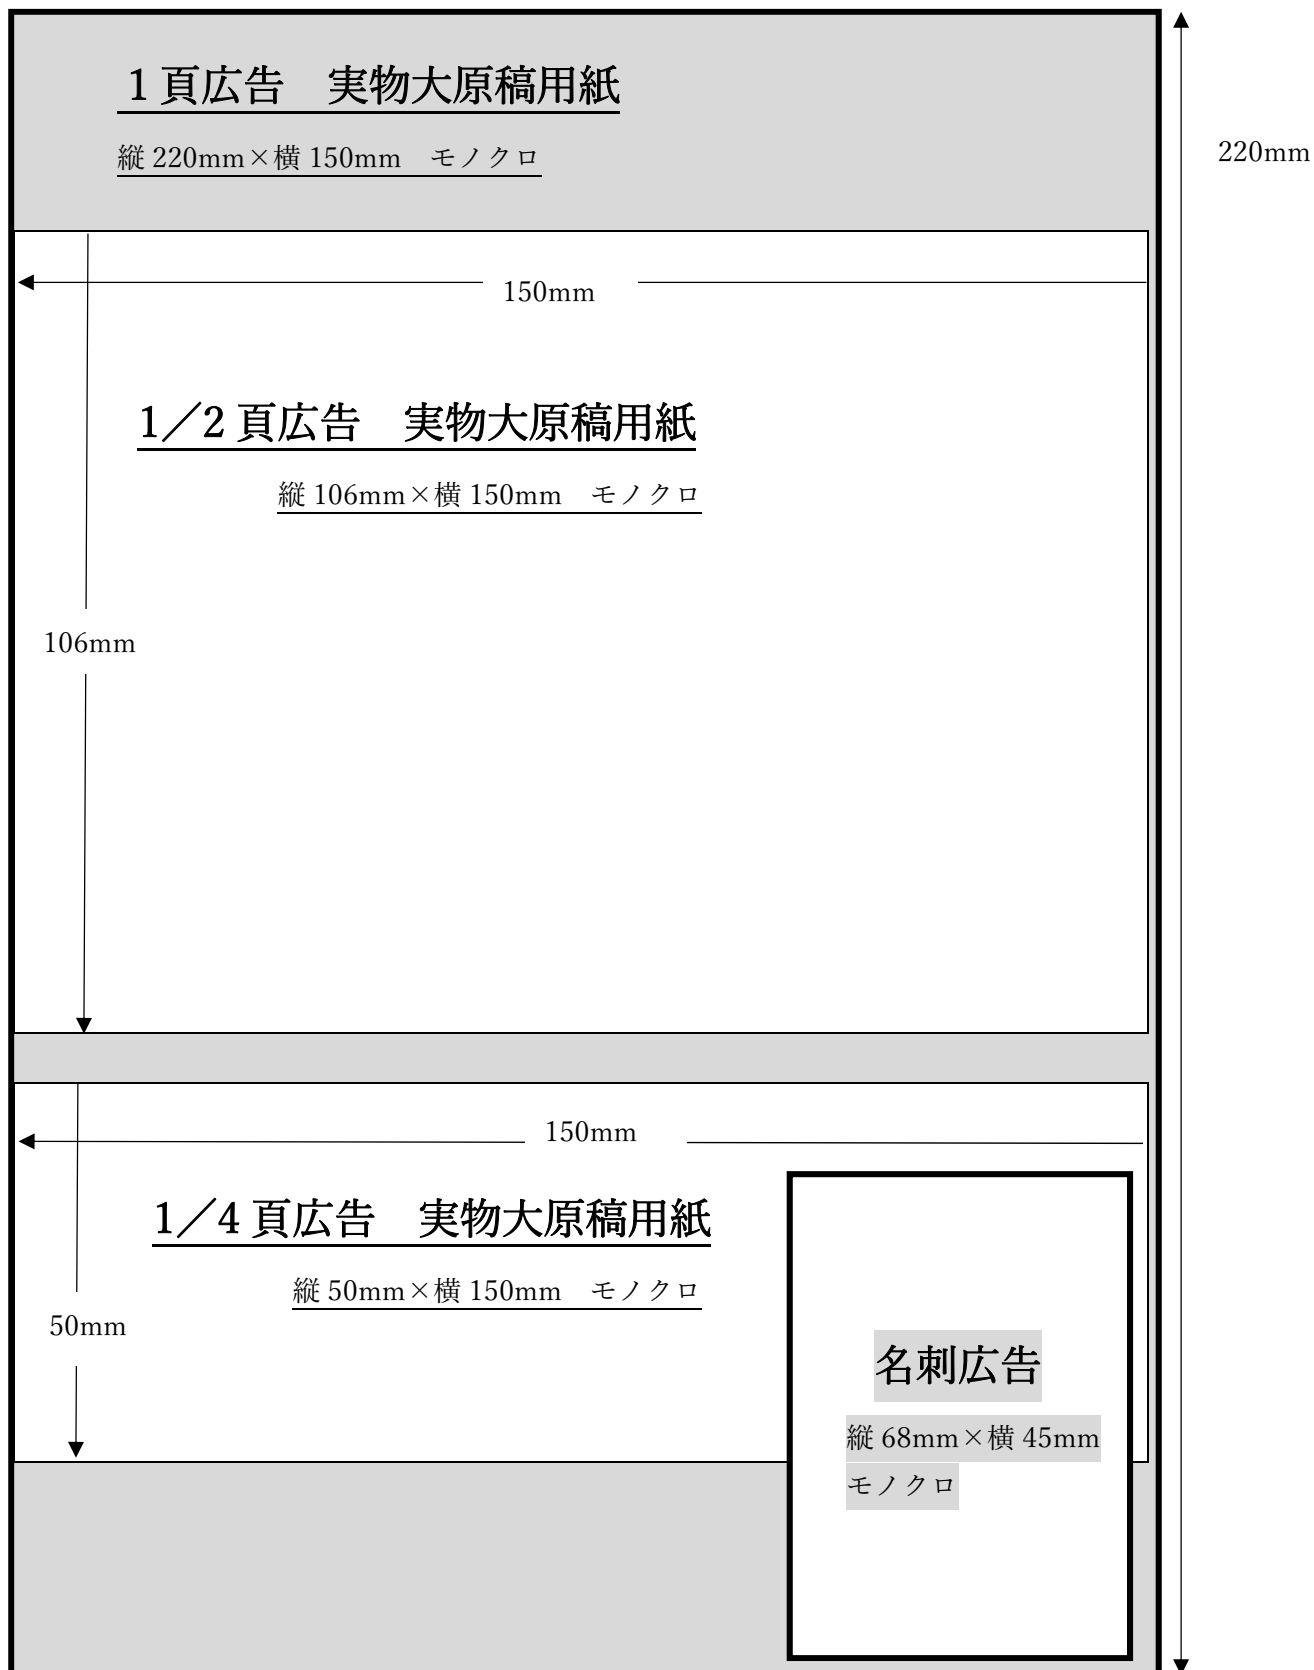 １頁広告　実物大原稿用紙
縦 220mm×横 150mm　モノクロ
220mm
150mm
1／2 頁広告　実物大原稿用紙
縦 106mm×横 150mm　モノクロ
106mm
150mm
1／4 頁広告　実物大原稿用紙
縦 50mm×横 150mm　モノクロ
50mm
名刺広告
縦 68mm×横 45mm
モノクロ